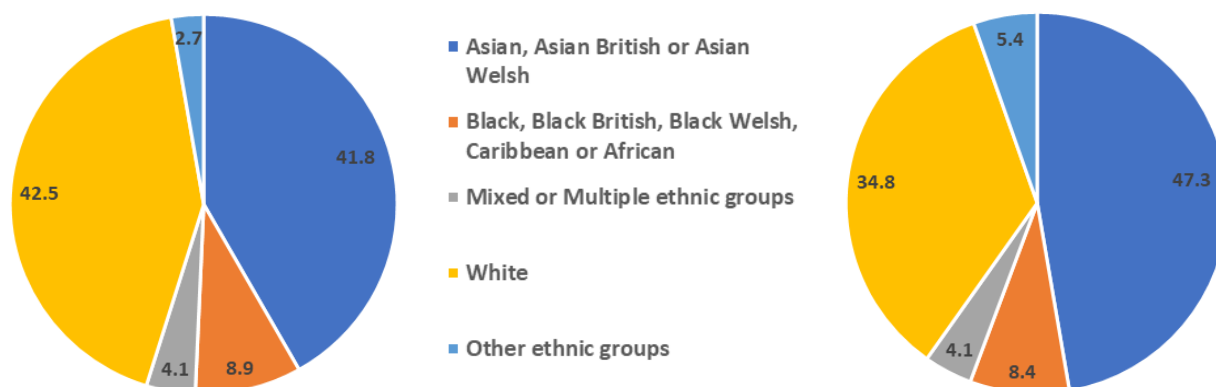 2.7
41.8
42.5
4.1
8.9
Asian, Asian British or Asian
Welsh
Black, Black British, Black Welsh,
Caribbean or African
Mixed or Multiple ethnic groups
White
Other ethnic groups
5.4
47.3
34.8
4.1
8.4